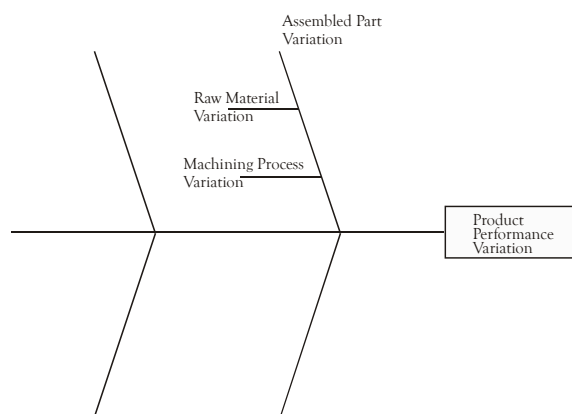 Assembled Part
Variation
Raw Material
Variation
Machining Process
Variation
Product
Performance
Variation